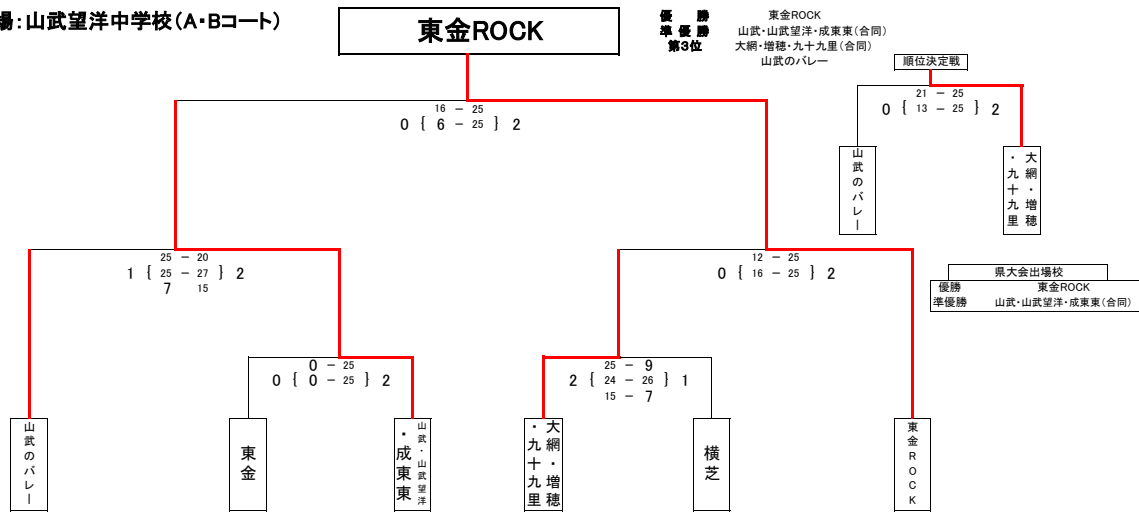 場：山武望洋中学校（A・Bコート）
東金ROCK
優　勝　東金ROCK
準優勝　山武・山武望洋・成東東（合同）
第3位　大網・増穂・九十九里（合同）
山武のバレー
順位決定戦
21 － 25
0 { 13 － 25 } 2
山武のバレー
大網・増穂
・九十九里
16 － 25
0 { 6 － 25 } 2
25 － 20
1 { 25 － 27 } 2
7 15
12 － 25
0 { 16 － 25 } 2
県大会出場校
優勝　東金ROCK
準優勝　山武・山武望洋・成東東（合同）
0 － 25
0 { 0 － 25 } 2
25 － 9
2 { 24 － 26 } 1
15 － 7
山武のバレー
東金
山武・山武望洋
・成東東
大網・増穂
・九十九里
横芝
東金ROCK